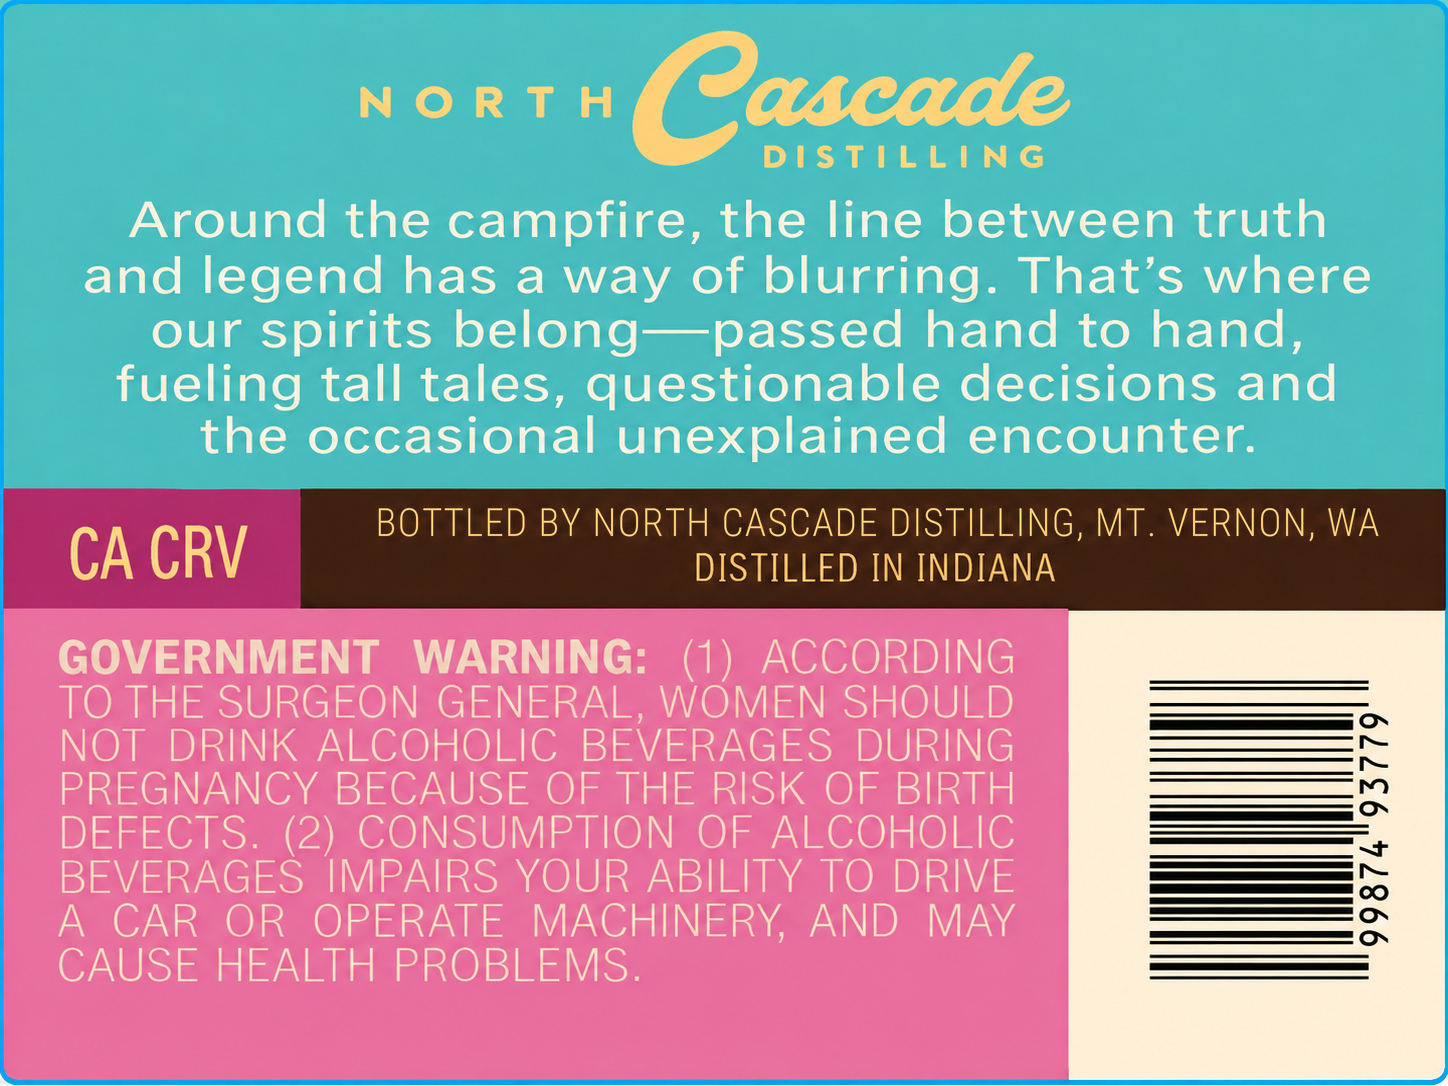 NORTH Cascade
DISTILLING
Around the campfire, the line between truth
and legend has a way of blurring. That's where
our spirits belong—passed hand to hand,
fueling tall tales, questionable decisions and
the occasional unexplained encounter.
CA CRV
BOTTLED BY NORTH CASCADE DISTILLING, MT. VERNON, WA
DISTILLED IN INDIANA
GOVERNMENT WARNING: (1) ACCORDING
TO THE SURGEON GENERAL, WOMEN SHOULD
NOT DRINK ALCOHOLIC BEVERAGES DURING
PREGNANCY BECAUSE OF THE RISK OF BIRTH
DEFECTS. (2) CONSUMPTION OF ALCOHOLIC
BEVERAGES IMPAIRS YOUR ABILITY TO DRIVE
A CAR OR OPERATE MACHINERY, AND MAY
CAUSE HEALTH PROBLEMS.
99874 93779